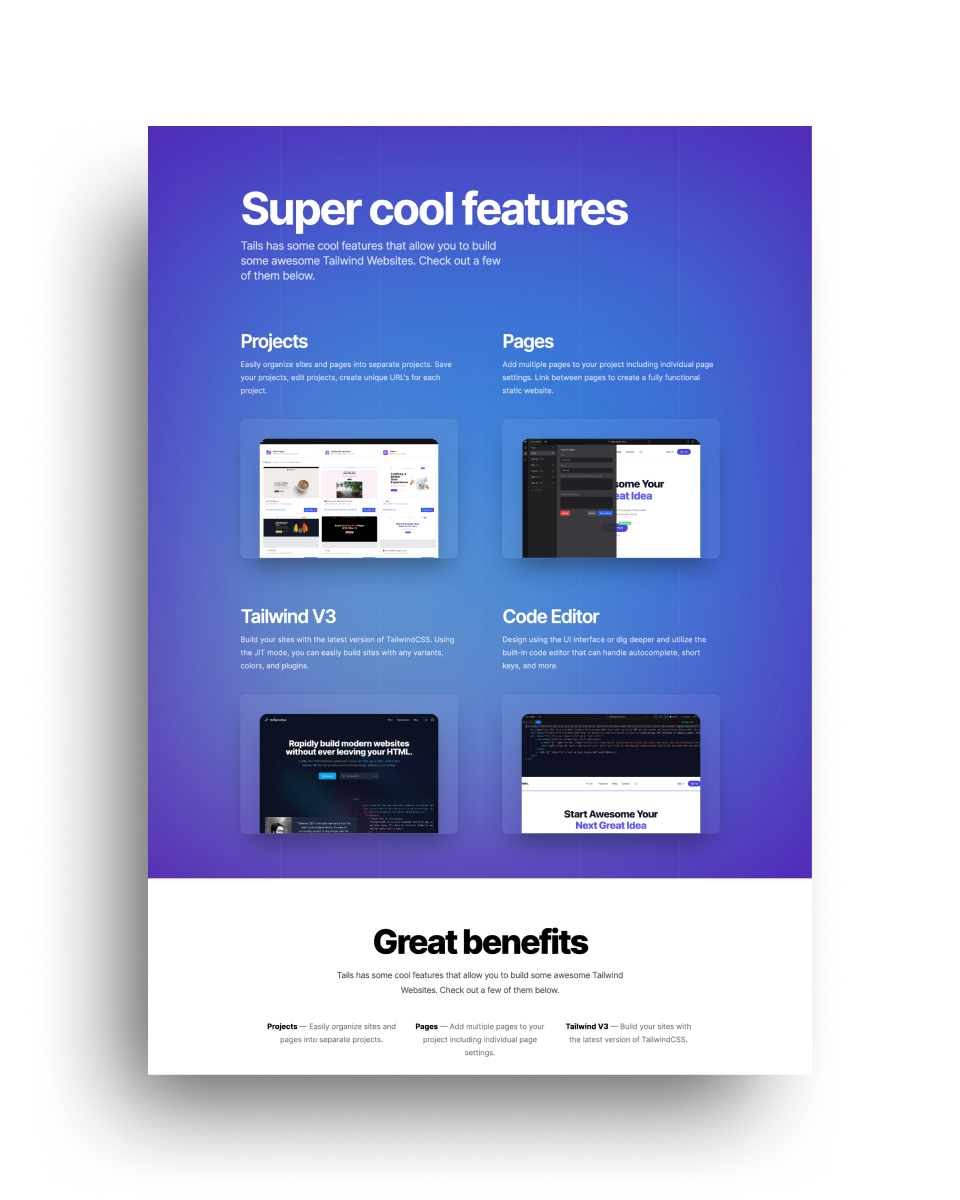 Super cool features
Tails has some cool features that allow you to build
some awesome Tailwind Websites. Check out a few
of them below.
Projects
Easily organize sites and pages into separate projects. Save
your projects, edit projects, create unique URL's for each
project.
Pages
Add multiple pages to your project including individual page
settings. Link between pages to create a fully functional
static website.
Crafting a
Better
User
Experience
some Your
eat Idea
Tailwind V3
Build your sites with the latest version of TailwindCSS. Using
the JIT mode, you can easily build sites with any variants,
colors, and plugins.
Code Editor
Design using the UI interface or dig deeper and utilize the
built-in code editor that can handle autocomplete, short
keys, and more.
Rapidly build modern websites
without ever leaving your HTML.
Start Awesome Your
Next Great Idea
Great benefits
Tails has some cool features that allow you to build some awesome Tailwind
Websites. Check out a few of them below.
Projects — Easily organize sites and
pages into separate projects.
Pages — Add multiple pages to your
project including individual page
settings.
Tailwind V3 — Build your sites with
the latest version of TailwindCSS.